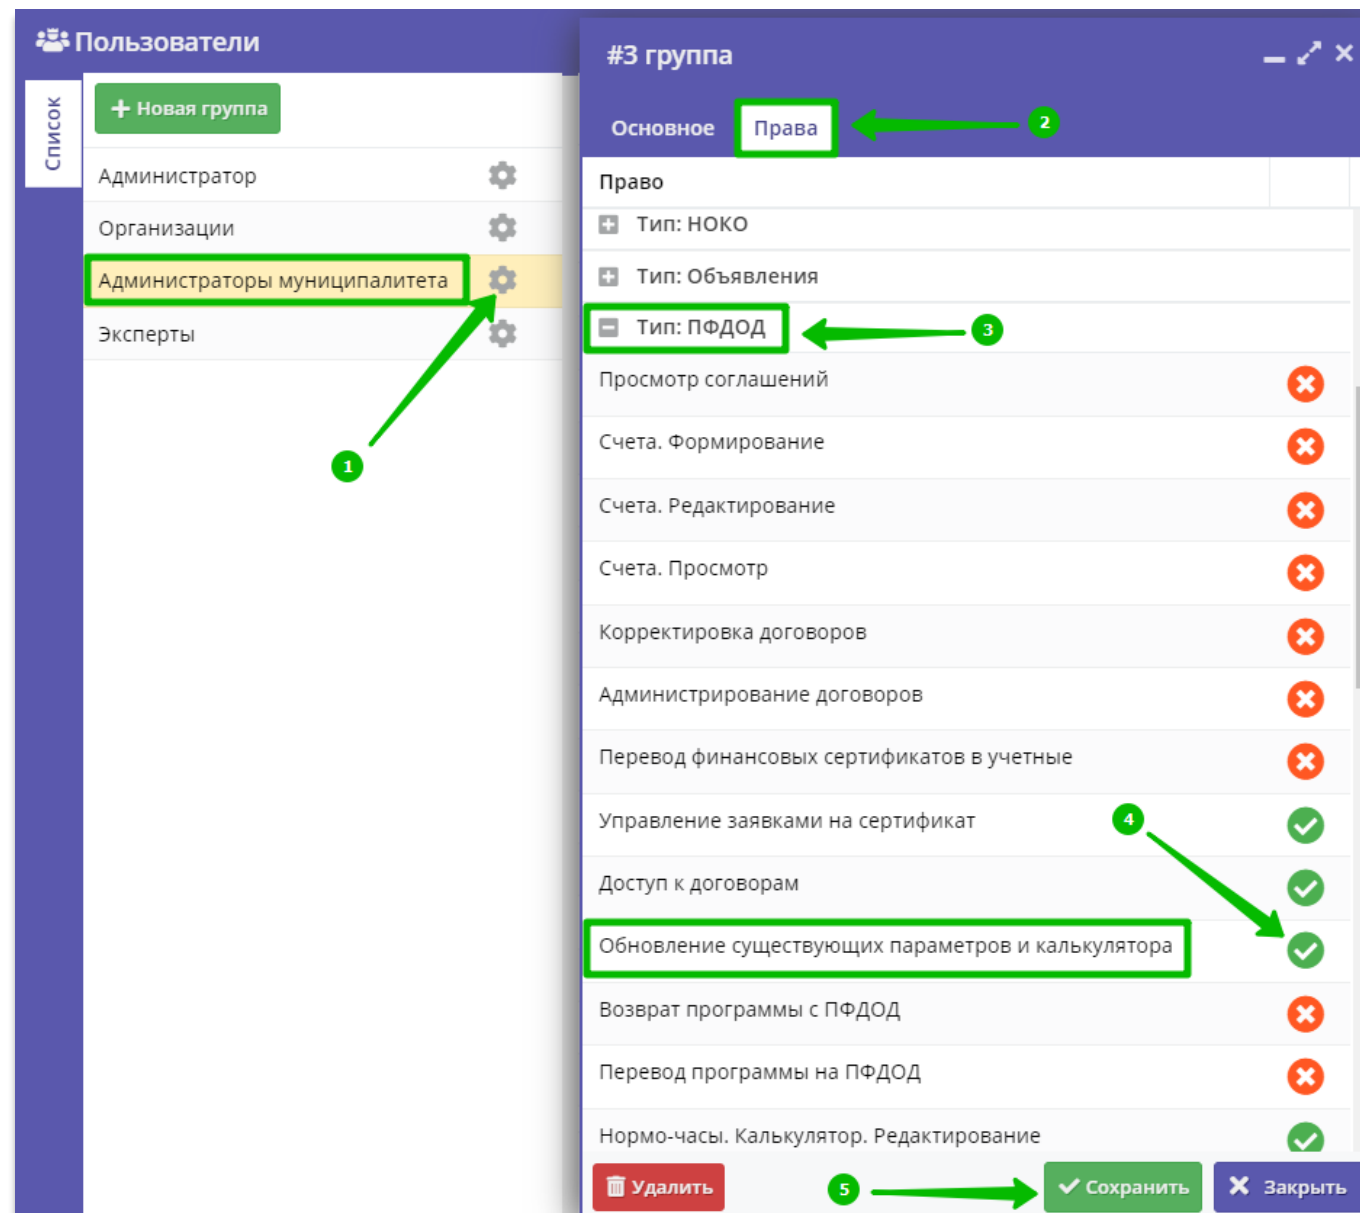 Пользователи
Список
Новая группа
Администратор
Организации
Администраторы муниципалитета
Эксперты
1
#3 группа
Основное
Права
2
Право
Тип: НОКО
Тип: Объявления
Тип: ПФДОД
3
Просмотр соглашений
Счета. Формирование
Счета. Редактирование
Счета. Просмотр
Корректировка договоров
Администрирование договоров
Перевод финансовых сертификатов в учетные
Управление заявками на сертификат
4
Доступ к договорам
Обновление существующих параметров и калькулятора
Возврат программы с ПФДОД
Перевод программы на ПФДОД
Нормо-часы. Калькулятор. Редактирование
Удалить
5
Сохранить
Закрыть